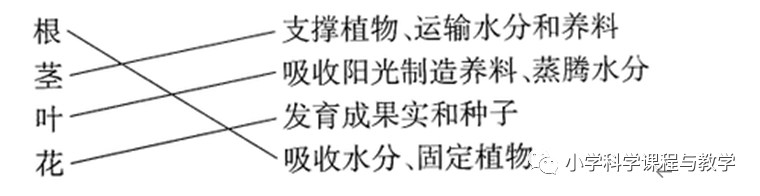 根 支撑植物、运输水分和养料
茎 吸收阳光制造养料、蒸腾水分
叶 发育成果实和种子
花 吸收水分、固定植物
小学科学课程与教学